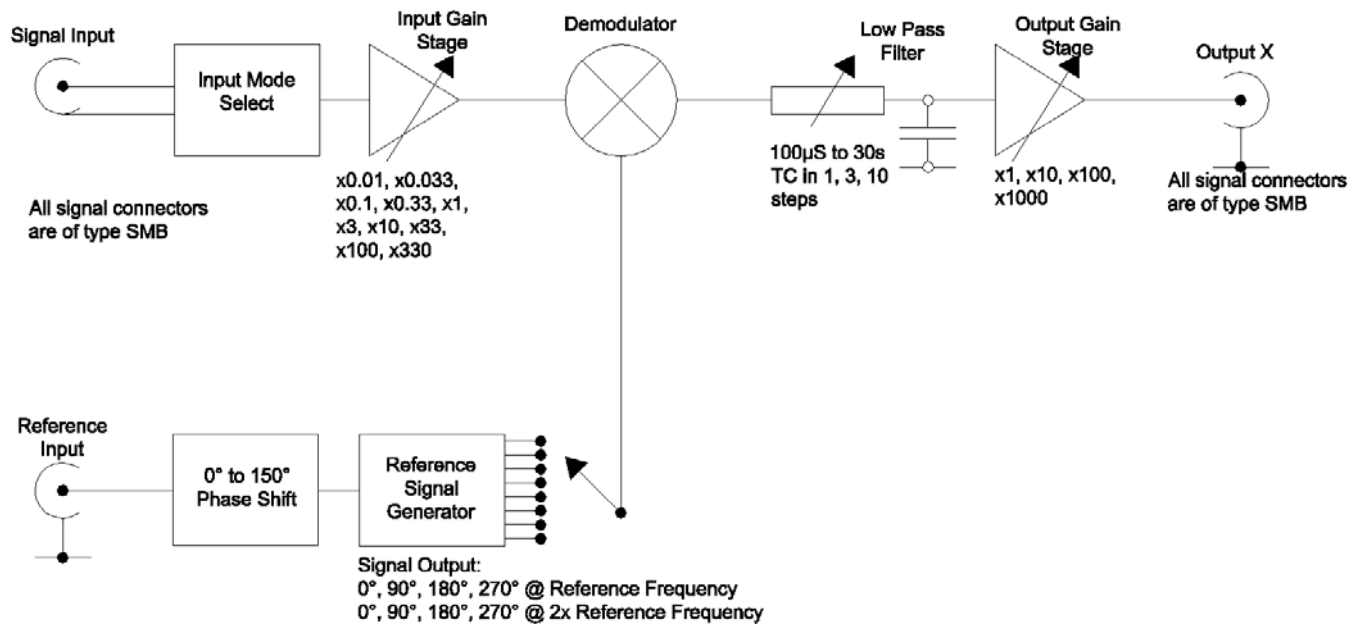 Signal Input
Input Mode
Select
All signal connectors
are of type SMB
Input Gain
Stage
x0.01, x0.033,
x0.1, x0.33, x1,
x3, x10, x33,
x100, x330
Demodulator
Low Pass
Filter
100µS to 30s
TC in 1, 3, 10
steps
Output Gain
Stage
x1, x10, x100,
x1000
Output X
All signal connectors
are of type SMB
Reference
Input
0° to 150°
Phase Shift
Reference
Signal
Generator
Signal Output:
0°, 90°, 180°, 270° @ Reference Frequency
0°, 90°, 180°, 270° @ 2x Reference Frequency